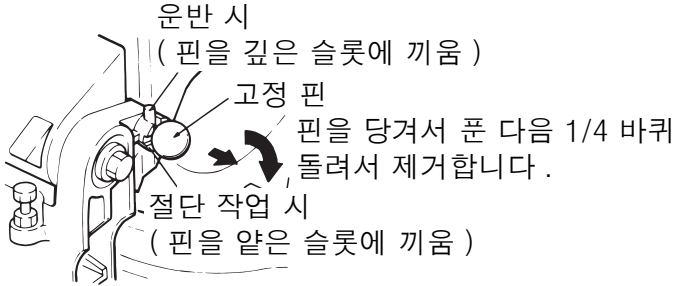 운반 시
( 핀을 깊은 슬롯에 끼움 )
고정 핀
핀을 당겨서 푼 다음 1/4 바퀴
돌려서 제거합니다 .
절단 작업 시
( 핀을 얕은 슬롯에 끼움 )